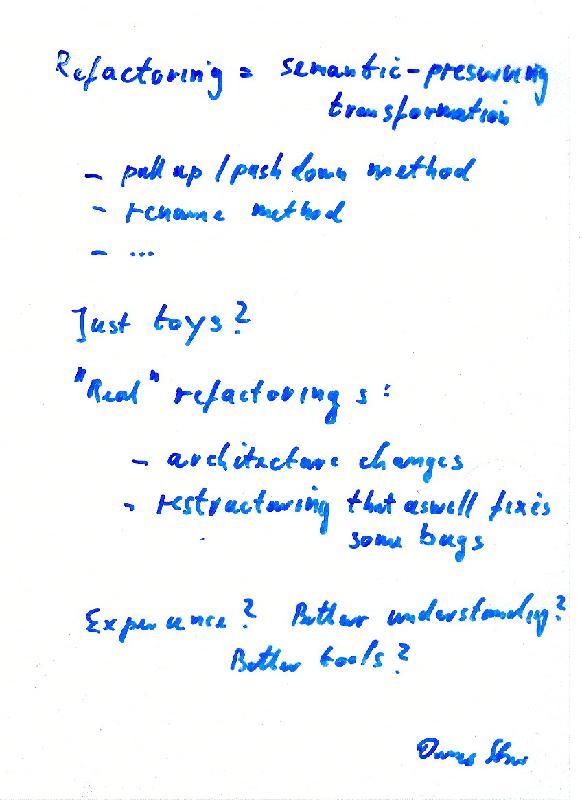 Refactoring = semantic-preserving
transformation
- pull up / push down method
- rename method
- ...
Just toys?
"Real" refactorings:
- architecture changes
- restructuring that aswell fixes
some bugs
Experience? Better understanding?
Better tools?